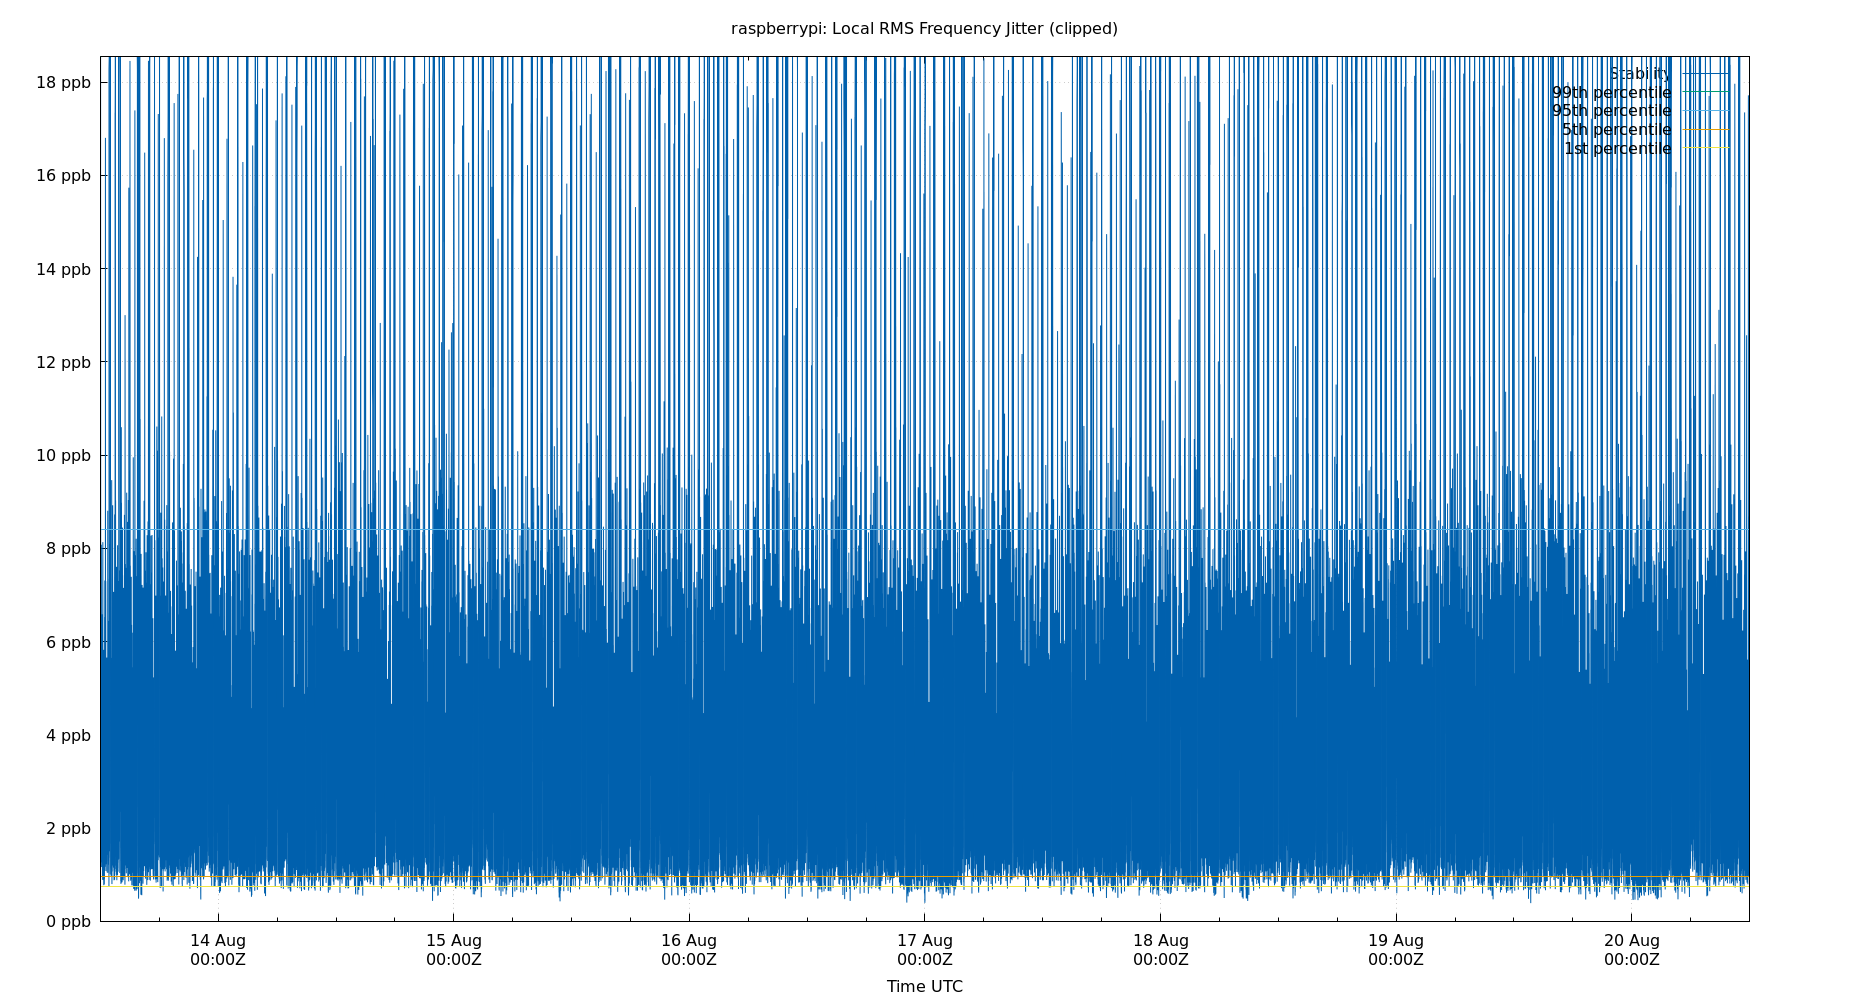 raspberrypi: Local RMS Frequency Jitter (clipped)
18 ppb
16 ppb
14 ppb
12 ppb
10 ppb
8 ppb
6 ppb
4 ppb
2 ppb
0 ppb
Stability
99th percentile
95th percentile
5th percentile
1st percentile
14 Aug
00:00Z
15 Aug
00:00Z
16 Aug
00:00Z
17 Aug
00:00Z
18 Aug
00:00Z
19 Aug
00:00Z
20 Aug
00:00Z
Time UTC